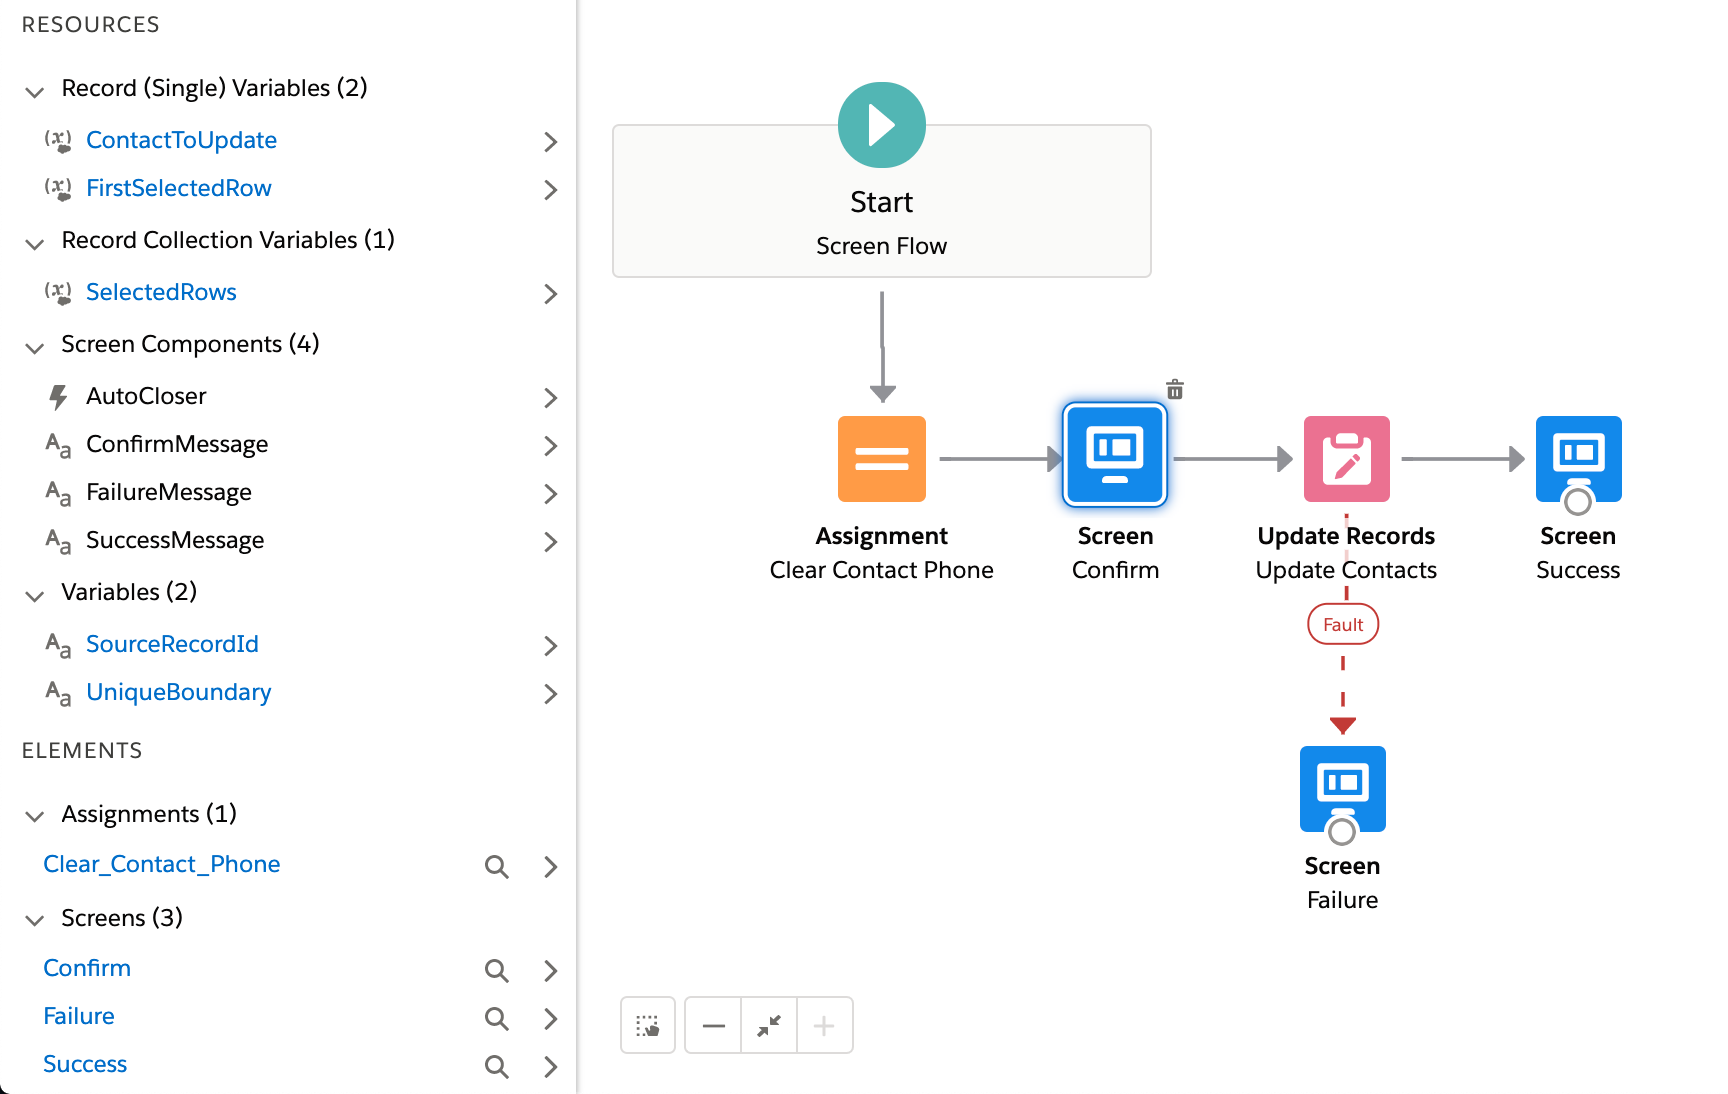 RESOURCES
Record (Single) Variables (2)
ContactToUpdate
FirstSelectedRow
Record Collection Variables (1)
SelectedRows
Screen Components (4)
AutoCloser
ConfirmMessage
FailureMessage
SuccessMessage
Variables (2)
SourceRecordId
UniqueBoundary
ELEMENTS
Assignments (1)
Clear_Contact_Phone
Screens (3)
Confirm
Failure
Success
Start
Screen Flow
Assignment
Clear Contact Phone
Screen
Confirm
Update Records
Update Contacts
Screen
Success
Fault
Screen
Failure